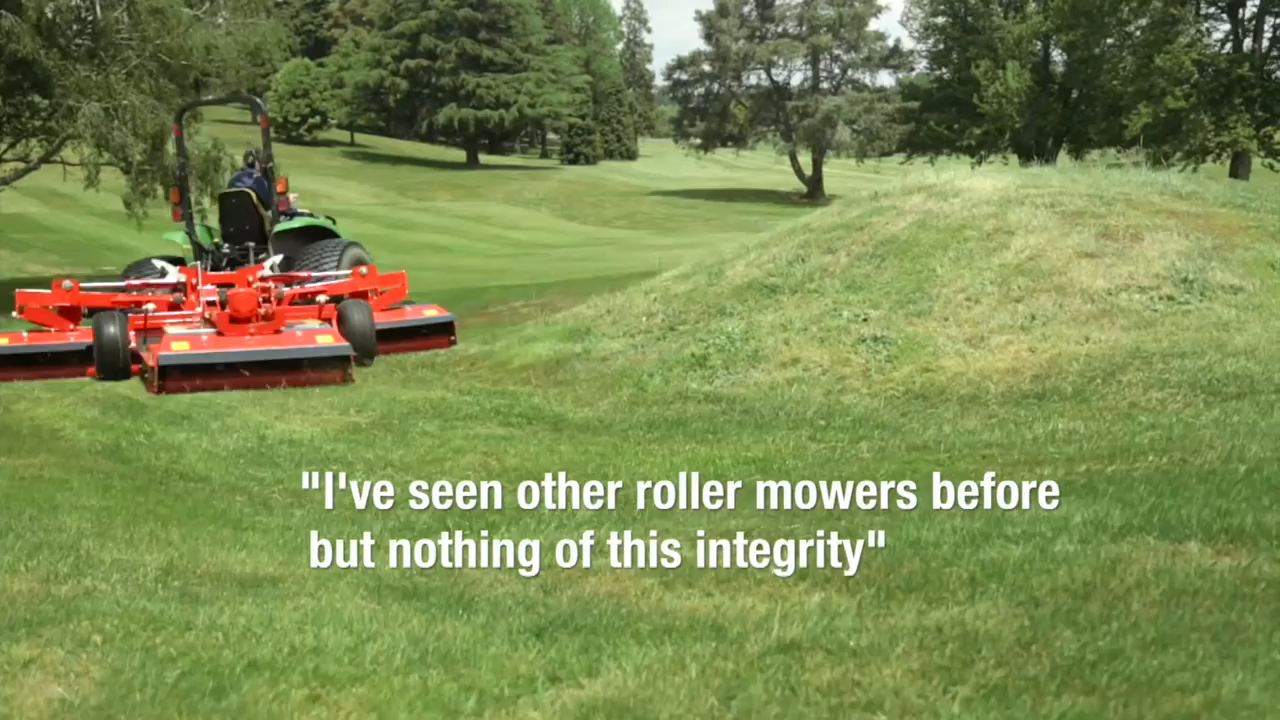 "I've seen other roller mowers before
but nothing of this integrity"